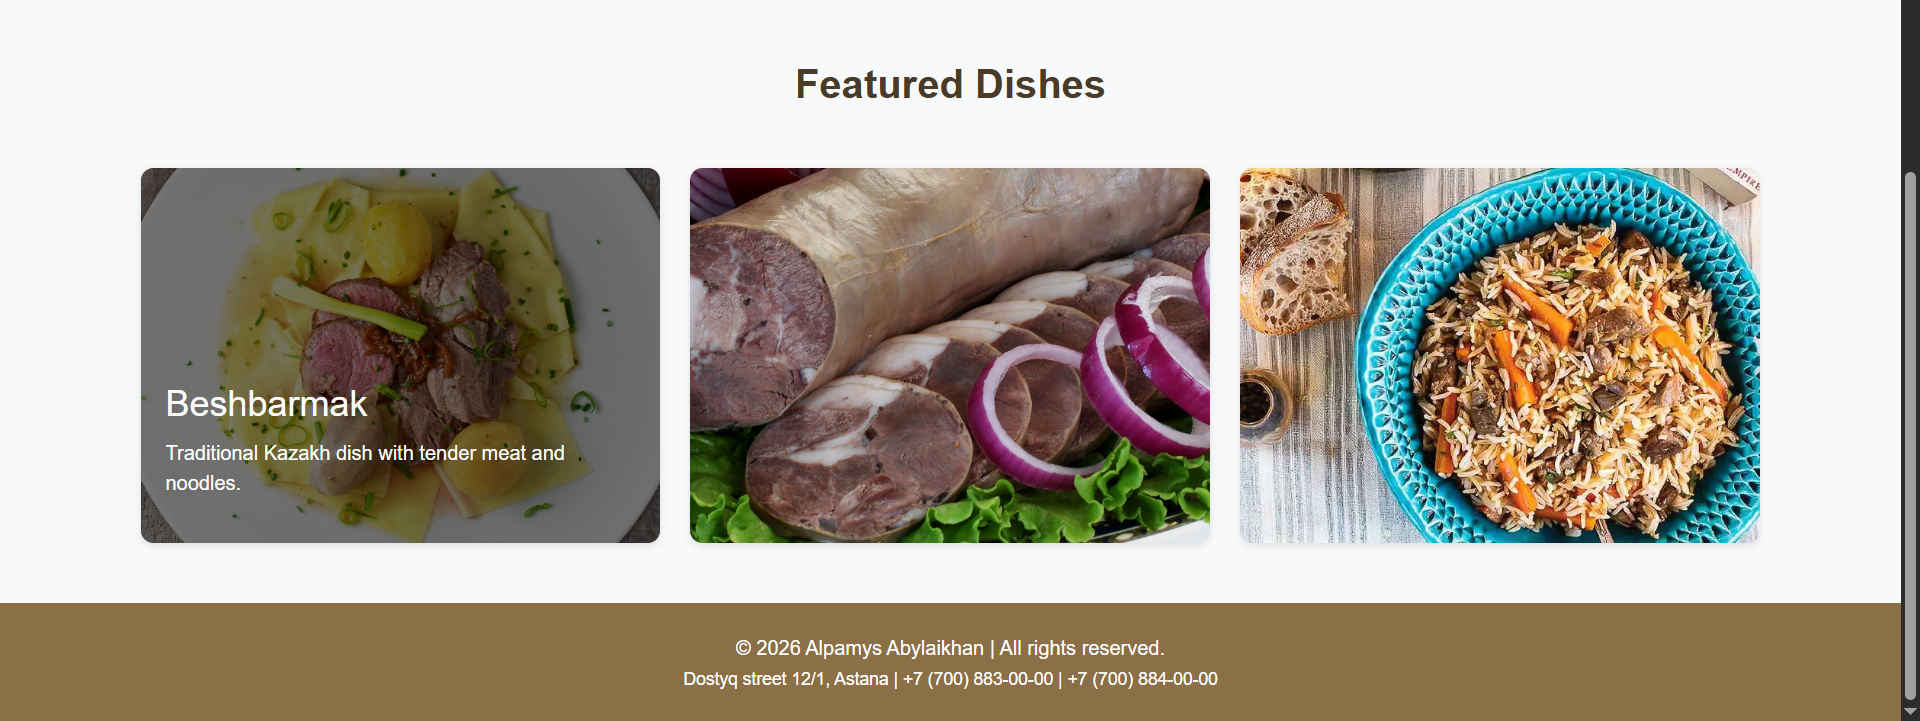 Featured Dishes
EMPIRE
Beshbarmak
Traditional Kazakh dish with tender meat and
noodles.
© 2026 Alpamys Abylaikhan | All rights reserved.
Dostyq street 12/1, Astana | +7 (700) 883-00-00 | +7 (700) 884-00-00